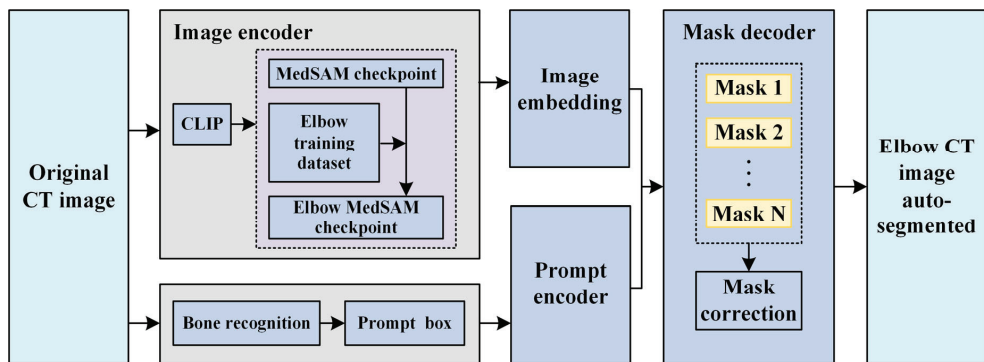 Original
CT image
Image encoder
CLIP
MedSAM checkpoint
Elbow
training
dataset
Elbow MedSAM
checkpoint
Bone recognition
Prompt box
Image
embedding
Prompt
encoder
Mask decoder
Mask 1
Mask 2
Mask N
Mask
correction
Elbow CT
image
auto-
segmented